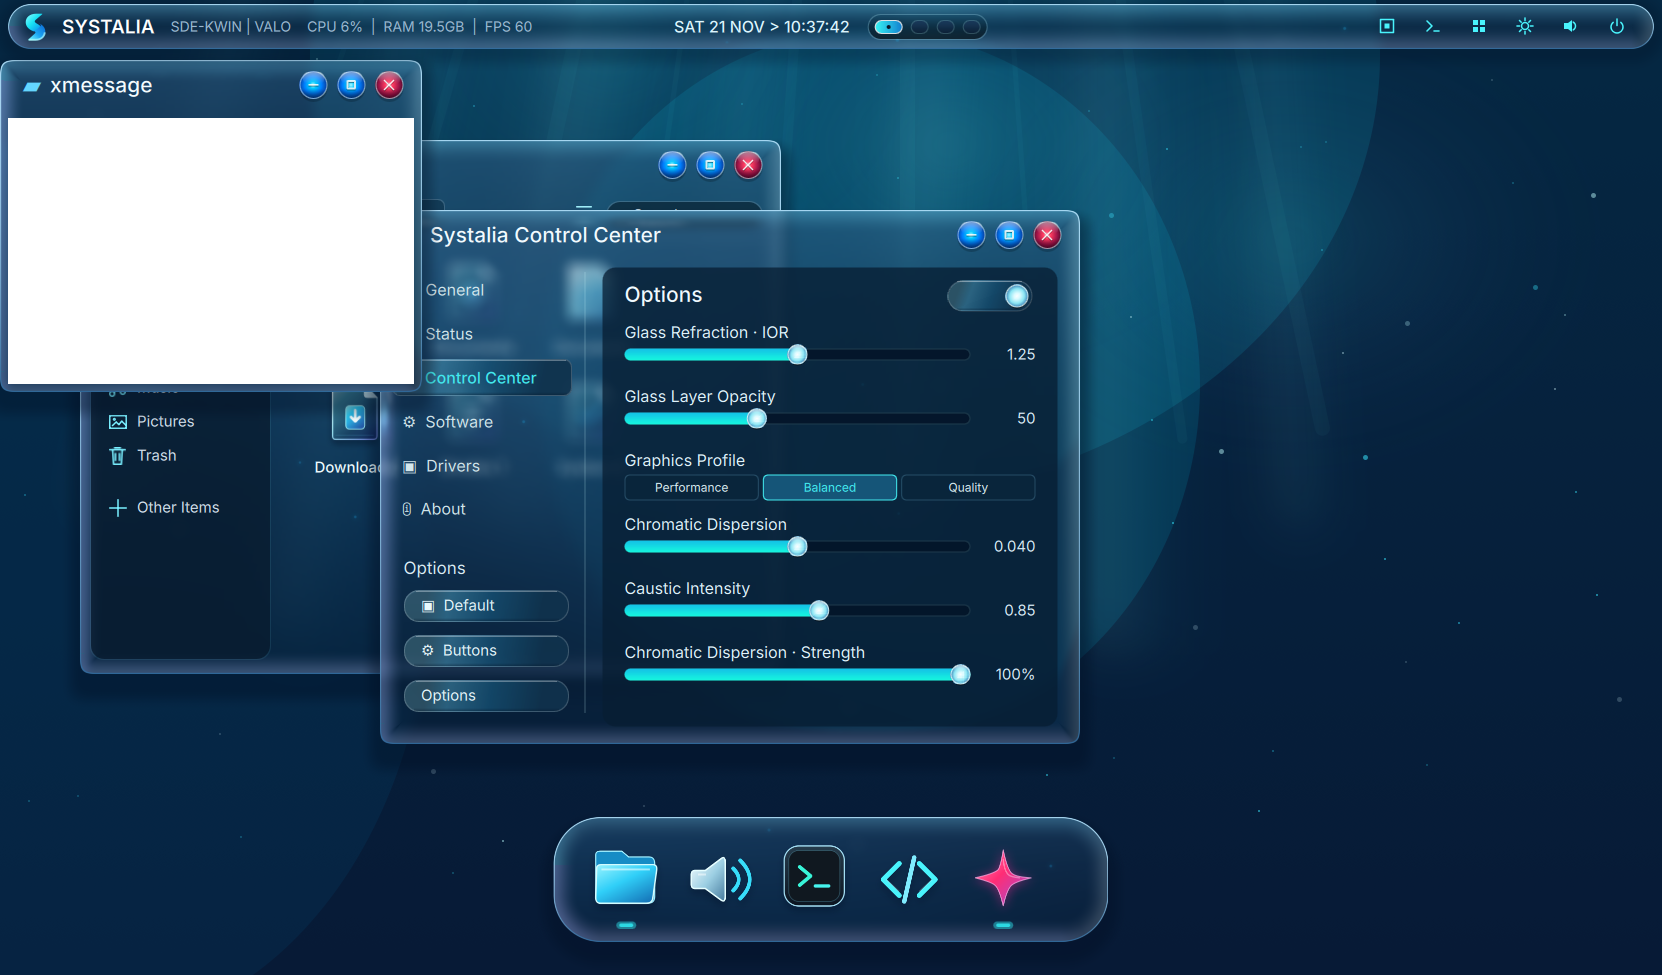 SYSTALIA SDE-KWIN | VALO CPU 6% | RAM 19.5GB | FPS 60 SAT 21 NOV > 10:37:42
xmessage
Systalia Control Center
General
Status
Control Center
Software
Drivers
About
Options
Default
Buttons
Options
Options
Glass Refraction · IOR
1.25
Glass Layer Opacity
50
Graphics Profile
Performance Balanced Quality
Chromatic Dispersion
0.040
Caustic Intensity
0.85
Chromatic Dispersion · Strength
100%
Pictures
Trash
Other Items